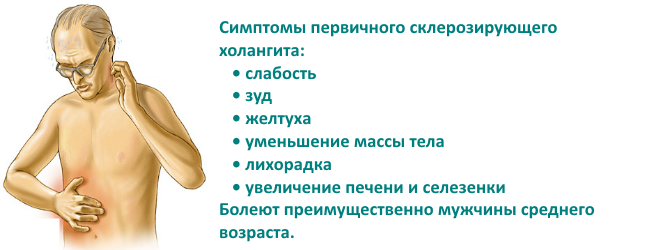 Симптомы первичного склерозирующего
холангита:
• слабость
• зуд
• желтуха
• уменьшение массы тела
• лихорадка
• увеличение печени и селезенки
Болеют преимущественно мужчины среднего
возраста.